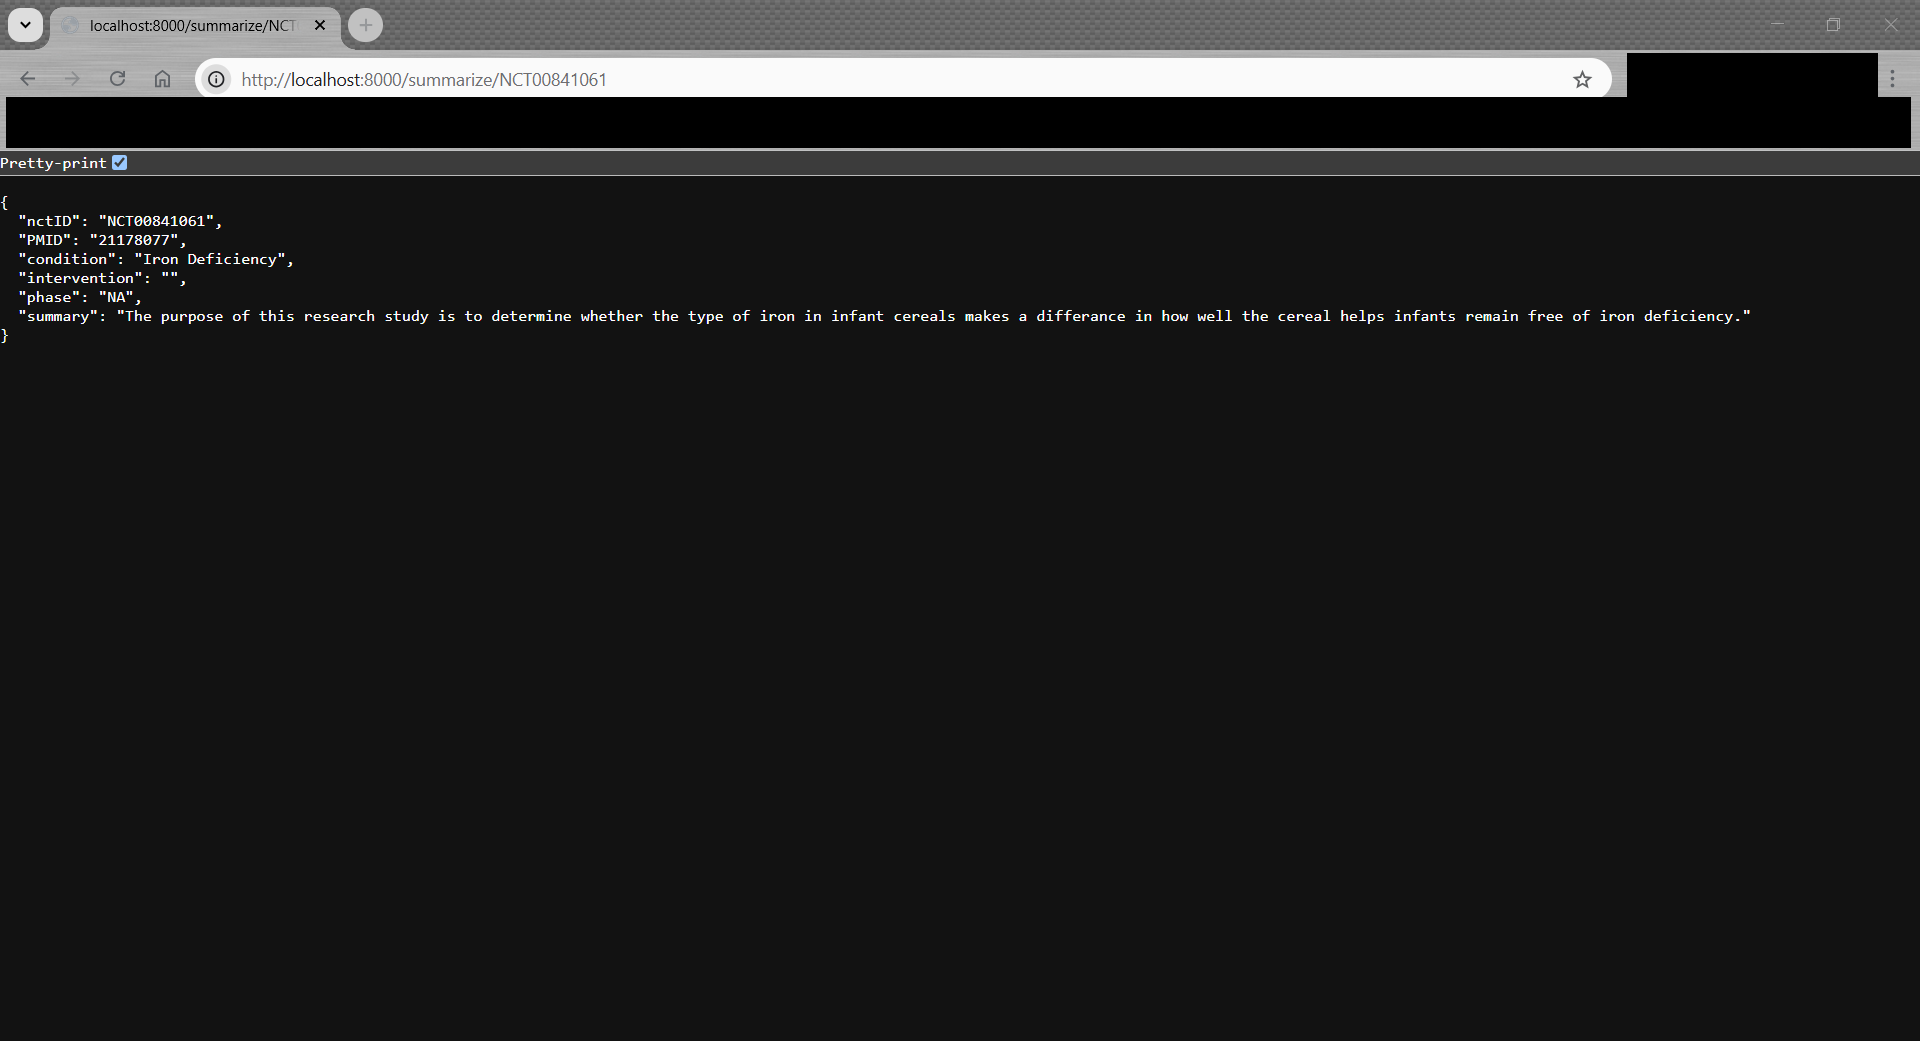 localhost:8000/summarize/NCT
http://localhost:8000/summarize/NCT00841061
Pretty-print
{
  "nctID": "NCT00841061",
  "PMID": "21178077",
  "condition": "Iron Deficiency",
  "intervention": "",
  "phase": "NA",
  "summary": "The purpose of this research study is to determine whether the type of iron in infant cereals makes a differance in how well the cereal helps infants remain free of iron deficiency."
}